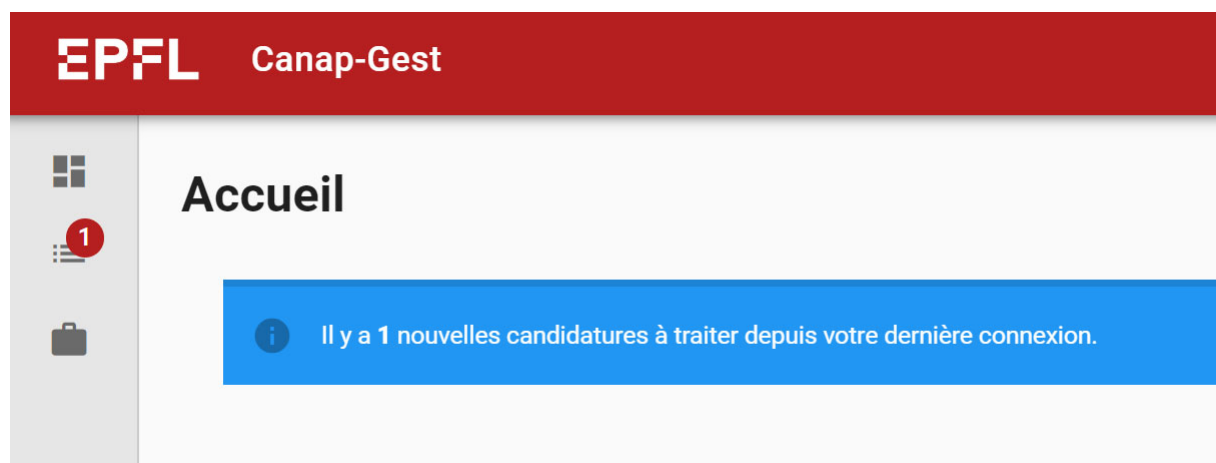 EPFL Canap-Gest
Accueil
1
Il y a 1 nouvelles candidatures à traiter depuis votre dernière connexion.